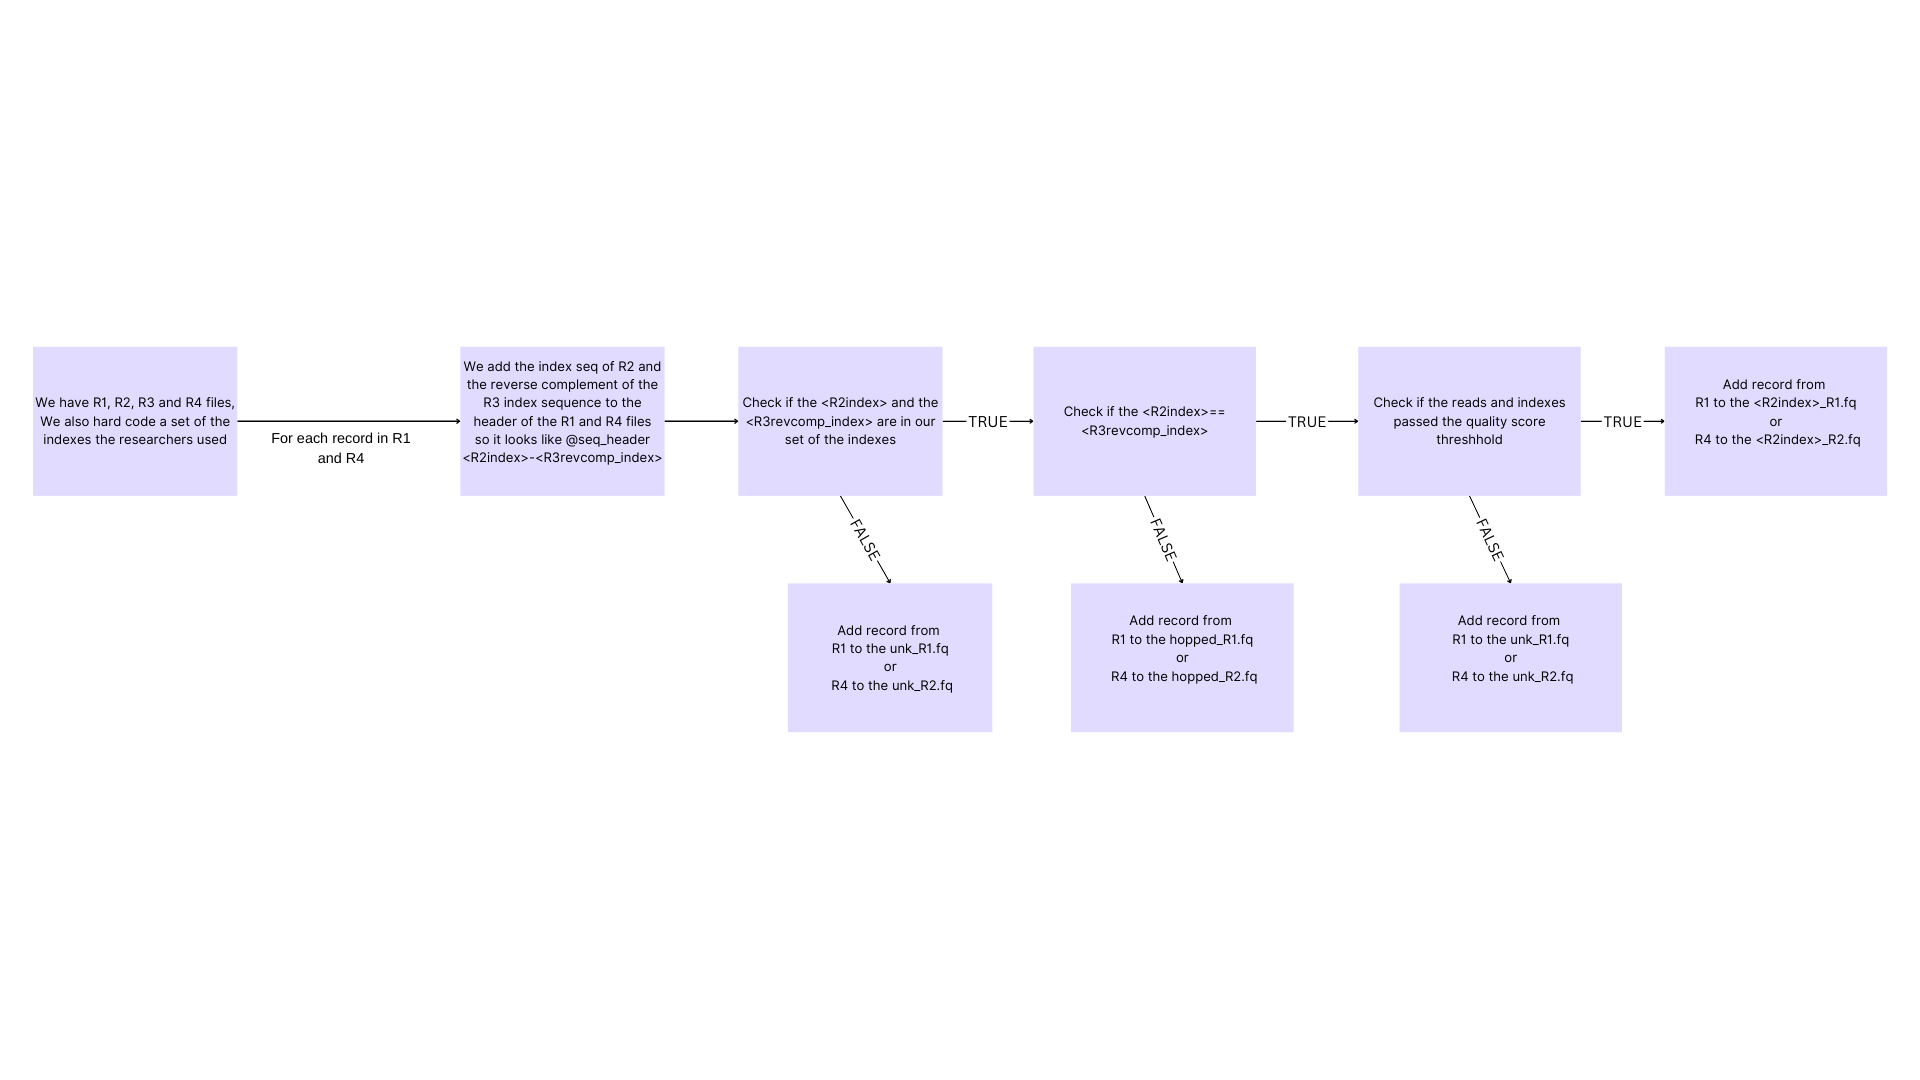 We have R1, R2, R3 and R4 files,
We also hard code a set of the
indexes the researchers used
For each record in R1
and R4
We add the index seq of R2 and
the reverse complement of the
R3 index sequence to the
header of the R1 and R4 files
so it looks like @seq_header
<R2index>-<R3revcomp_index>
Check if the <R2index> and the
<R3revcomp_index> are in our
set of the indexes
TRUE
Check if the <R2index>==
<R3revcomp_index>
TRUE
Check if the reads and indexes
passed the quality score
threshhold
TRUE
Add record from
R1 to the <R2index>_R1.fq
or
R4 to the <R2index>_R2.fq
FALSE
FALSE
FALSE
Add record from
R1 to the unk_R1.fq
or
R4 to the unk_R2.fq
Add record from
R1 to the hopped_R1.fq
or
R4 to the hopped_R2.fq
Add record from
R1 to the unk_R1.fq
or
R4 to the unk_R2.fq